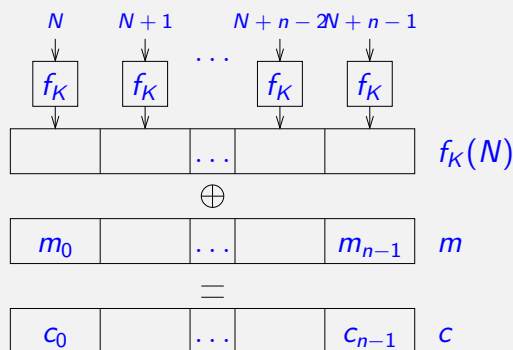 N N + 1 N + n − 2 N + n − 1
...
f_K f_K f_K f_K
... f_K(N)
⊕
m_0 ... m_{n−1} m
=
c_0 ... c_{n−1} c